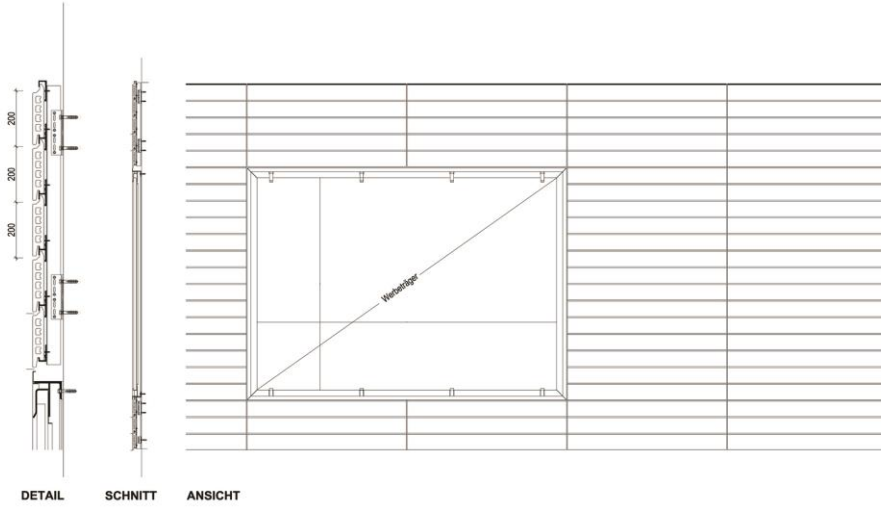 200
200
200
Werbeträger
DETAIL
SCHNITT
ANSICHT